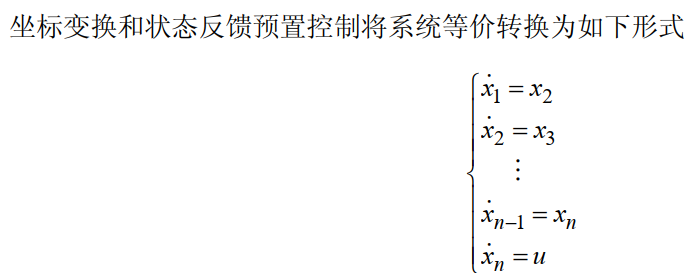 坐标变换和状态反馈预置控制将系统等价转换为如下形式
ẋ₁ = x₂
ẋ₂ = x₃
⋮
ẋₙ₋₁ = xₙ
ẋₙ = u